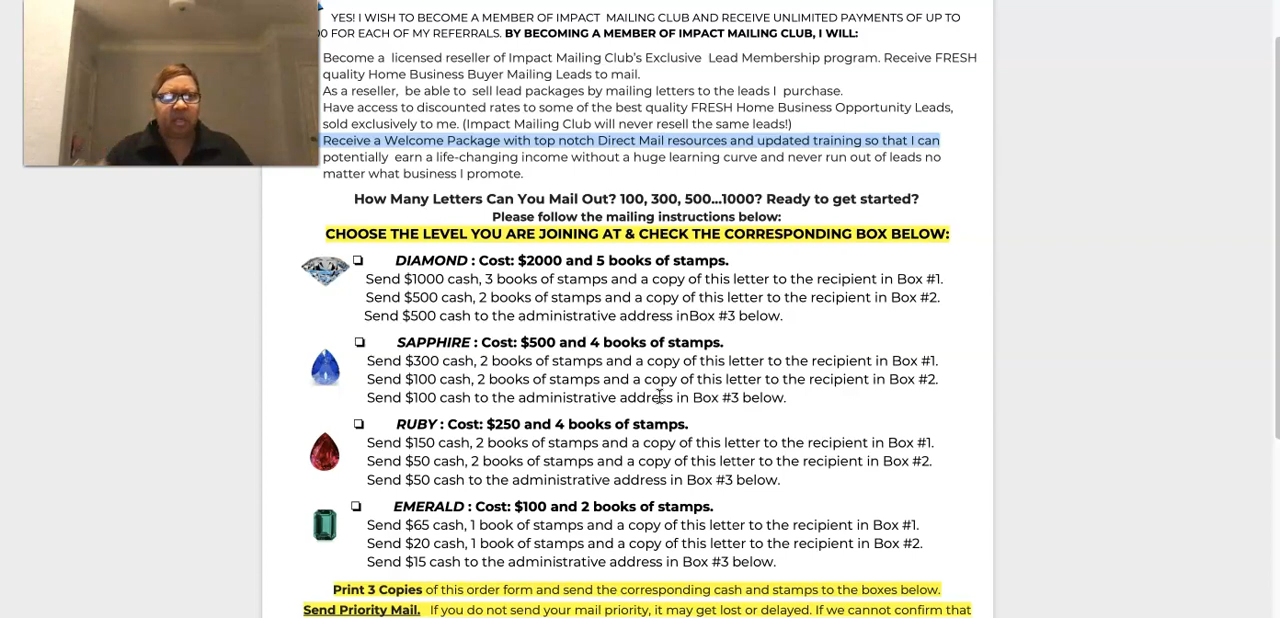 YES! I WISH TO BECOME A MEMBER OF IMPACT MAILING CLUB AND RECEIVE UNLIMITED PAYMENTS OF UP TO
FOR EACH OF MY REFERRALS. BY BECOMING A MEMBER OF IMPACT MAILING CLUB, I WILL:
Become a licensed reseller of Impact Mailing Club's Exclusive Lead Membership program. Receive FRESH
quality Home Business Buyer Mailing Leads to mail.
As a reseller, be able to sell lead packages by mailing letters to the leads I purchase.
Have access to discounted rates to some of the best quality FRESH Home Business Opportunity Leads,
sold exclusively to me. (Impact Mailing Club will never resell the same leads!)
Receive a Welcome Package with top notch Direct Mail resources and updated training so that I can
potentially earn a life-changing income without a huge learning curve and never run out of leads no
matter what business I promote.
How Many Letters Can You Mail Out? 100, 300, 500...1000? Ready to get started?
Please follow the mailing instructions below:
CHOOSE THE LEVEL YOU ARE JOINING AT & CHECK THE CORRESPONDING BOX BELOW:
DIAMOND : Cost: $2000 and 5 books of stamps.
Send $1000 cash, 3 books of stamps and a copy of this letter to the recipient in Box #1.
Send $500 cash, 2 books of stamps and a copy of this letter to the recipient in Box #2.
Send $500 cash to the administrative address inBox #3 below.
SAPPHIRE : Cost: $500 and 4 books of stamps.
Send $300 cash, 2 books of stamps and a copy of this letter to the recipient in Box #1.
Send $100 cash, 2 books of stamps and a copy of this letter to the recipient in Box #2.
Send $100 cash to the administrative address in Box #3 below.
RUBY : Cost: $250 and 4 books of stamps.
Send $150 cash, 2 books of stamps and a copy of this letter to the recipient in Box #1.
Send $50 cash, 2 books of stamps and a copy of this letter to the recipient in Box #2.
Send $50 cash to the administrative address in Box #3 below.
EMERALD : Cost: $100 and 2 books of stamps.
Send $65 cash, 1 book of stamps and a copy of this letter to the recipient in Box #1.
Send $20 cash, 1 book of stamps and a copy of this letter to the recipient in Box #2.
Send $15 cash to the administrative address in Box #3 below.
Print 3 Copies of this order form and send the corresponding cash and stamps to the boxes below.
Send Priority Mail. If you do not send your mail priority, it may get lost or delayed. If we cannot confirm that